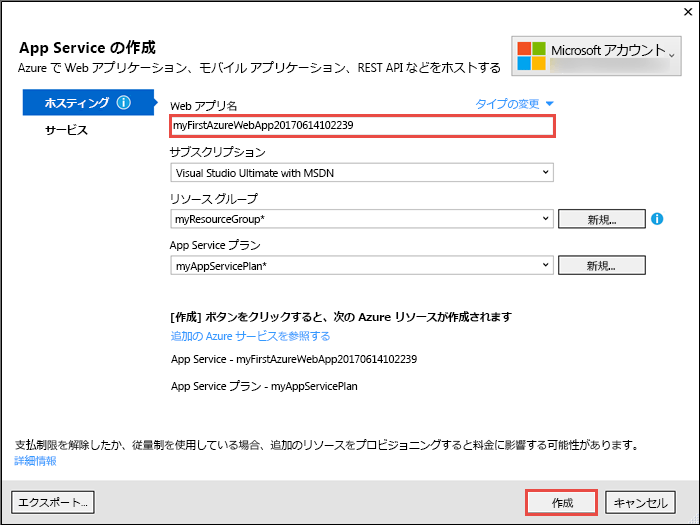 App Service の作成
Azure で Web アプリケーション、モバイル アプリケーション、REST API などをホストする
Microsoft アカウント
ホスティング
サービス
Web アプリ名
タイプの変更
myFirstAzureWebApp20170614102239
サブスクリプション
Visual Studio Ultimate with MSDN
リソース グループ
myResourceGroup*
新規...
App Service プラン
myAppServicePlan*
新規...
[作成] ボタンをクリックすると、次の Azure リソースが作成されます
追加の Azure サービスを参照する
App Service - myFirstAzureWebApp20170614102239
App Service プラン - myAppServicePlan
支払制限を解除したか、従量制を使用している場合、追加のリソースをプロビジョニングすると料金に影響する可能性があります。
詳細情報
エクスポート...
作成
キャンセル